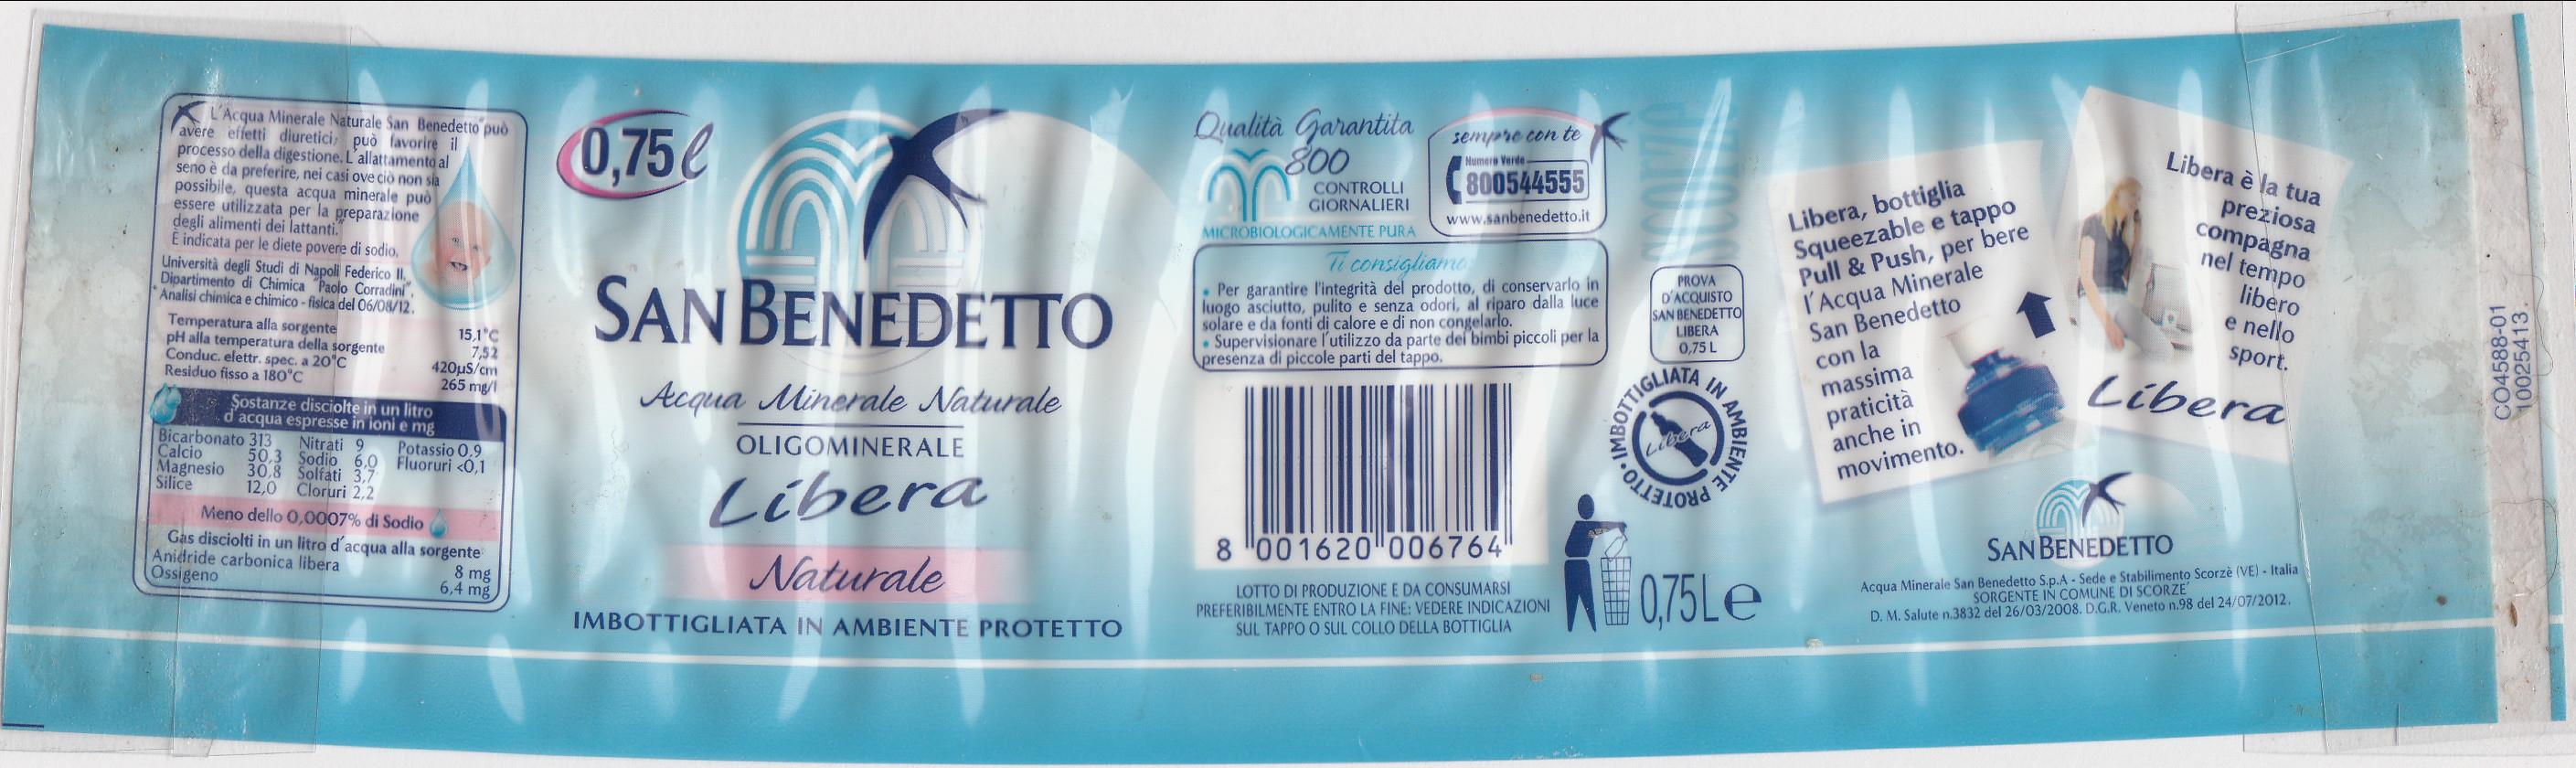 L'Acqua Minerale Naturale San Benedetto "può
avere effetti diuretici; può favorire il
processo della digestione. L'allattamento al
seno è da preferire, nei casi ove ciò non sia
possibile, questa acqua minerale può
essere utilizzata per la preparazione
degli alimenti dei lattanti."
È indicata per le diete povere di sodio.
Università degli Studi di Napoli Federico II,
Dipartimento di Chimica "Paolo Corradini".
Analisi chimica e chimico - fisica del 06/08/12.
Temperatura alla sorgente 15,1°C
pH alla temperatura della sorgente 7,52
Conduc. elettr. spec. a 20°C 420µS/cm
Residuo fisso a 180°C 265 mg/l
Sostanze disciolte in un litro
d'acqua espresse in ioni e mg
Bicarbonato 313 Nitrati 9 Potassio 0,9
Calcio 50,3 Sodio 6,0 Fluoruri <0,1
Magnesio 30,8 Solfati 3,7
Silice 12,0 Cloruri 2,2
Meno dello 0,0007% di Sodio
Gas disciolti in un litro d'acqua alla sorgente
Anidride carbonica libera 8 mg
Ossigeno 6,4 mg
0,75 l
SAN BENEDETTO
Acqua Minerale Naturale
OLIGOMINERALE
Libera
Naturale
IMBOTTIGLIATA IN AMBIENTE PROTETTO
Qualità Garantita
800
CONTROLLI
GIORNALIERI
MICROBIOLOGICAMENTE PURA
sempre con te
Numero Verde
800544555
www.sanbenedetto.it
Ti consigliamo
• Per garantire l'integrità del prodotto, di conservarlo in
luogo asciutto, pulito e senza odori, al riparo dalla luce
solare e da fonti di calore e di non congelarlo.
• Supervisionare l'utilizzo da parte dei bimbi piccoli per la
presenza di piccole parti del tappo.
8 001620 006764
LOTTO DI PRODUZIONE E DA CONSUMARSI
PREFERIBILMENTE ENTRO LA FINE: VEDERE INDICAZIONI
SUL TAPPO O SUL COLLO DELLA BOTTIGLIA
PROVA
D'ACQUISTO
SAN BENEDETTO
LIBERA
0,75 L
IMBOTTIGLIATA IN AMBIENTE PROTETTO •
Libera
0,75 L e
Libera, bottiglia
Squeezable e tappo
Pull & Push, per bere
l'Acqua Minerale
San Benedetto
con la
massima
praticità
anche in
movimento.
Libera è la tua
preziosa
compagna
nel tempo
libero
e nello
sport.
Libera
SAN BENEDETTO
Acqua Minerale San Benedetto S.p.A - Sede e Stabilimento Scorzè (VE) - Italia
SORGENTE IN COMUNE DI SCORZE'
D. M. Salute n.3832 del 26/03/2008. D.G.R. Veneto n.98 del 24/07/2012.
CO4588-01
10025413.